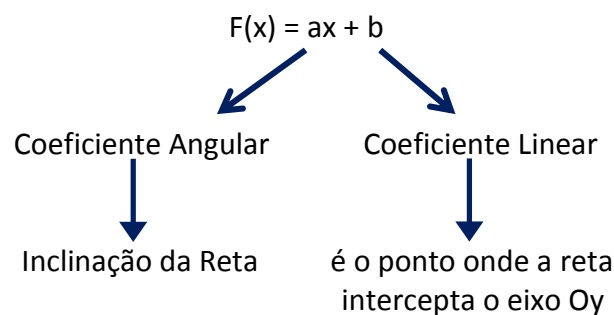 F(x) = ax + b
Coeficiente Angular
Coeficiente Linear
Inclinação da Reta
é o ponto onde a reta
intercepta o eixo Oy